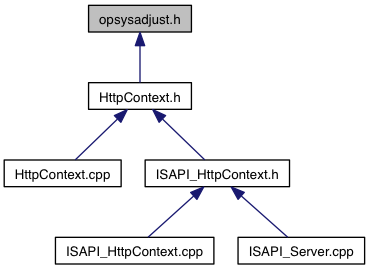 opsysadjust.h
HttpContext.h
HttpContext.cpp
ISAPI_HttpContext.h
ISAPI_HttpContext.cpp
ISAPI_Server.cpp